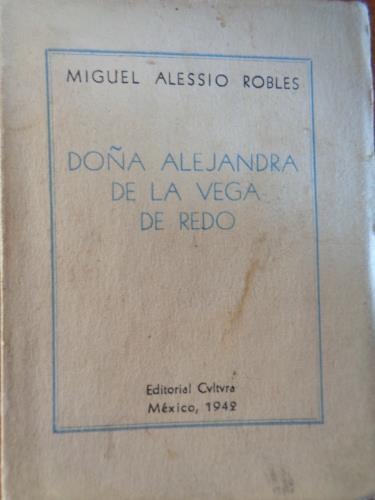 MIGUEL ALESSIO ROBLES
DOÑA ALEJANDRA
DE LA VEGA
DE REDO
Editorial Cvltvra
México, 1942